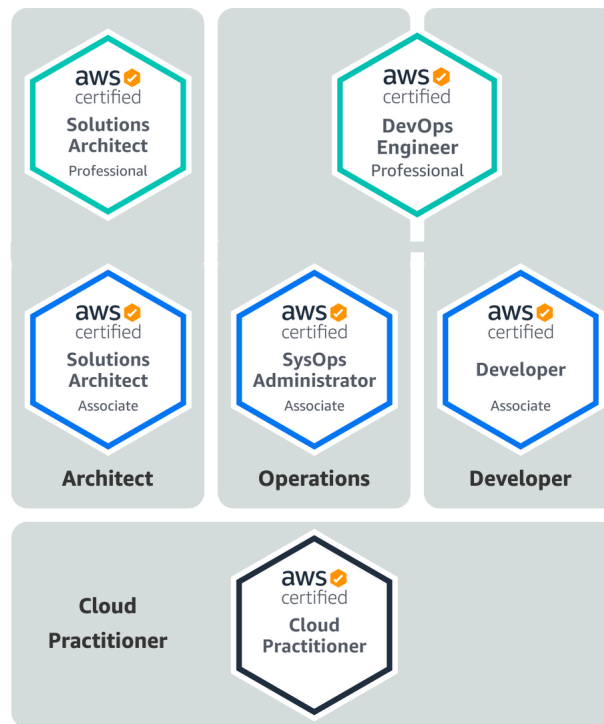 aws
certified
Solutions
Architect
Professional
aws
certified
DevOps
Engineer
Professional
aws
certified
Solutions
Architect
Associate
aws
certified
SysOps
Administrator
Associate
aws
certified
Developer
Associate
Architect
Operations
Developer
Cloud
Practitioner
aws
certified
Cloud
Practitioner